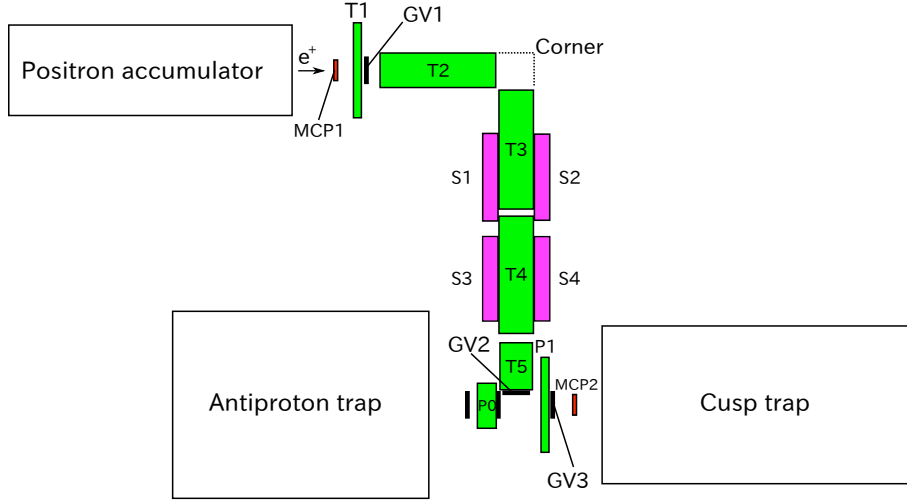 T1
GV1
Corner
Positron accumulator
e+
T2
MCP1
T3
S1
S2
T4
S3
S4
GV2
P1
T5
MCP2
Antiproton trap
P0
Cusp trap
GV3